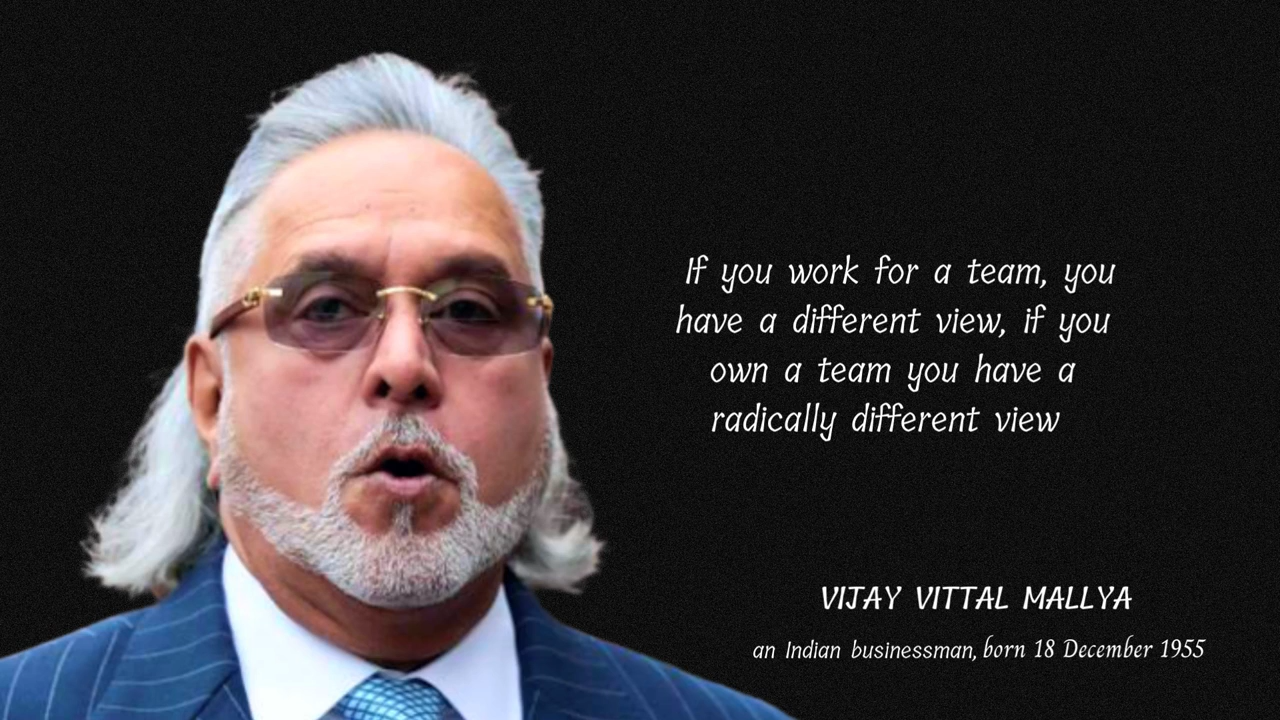 If you work for a team, you
have a different view, if you
own a team you have a
radically different view
VIJAY VITTAL MALLYA
an Indian businessman, born 18 December 1955